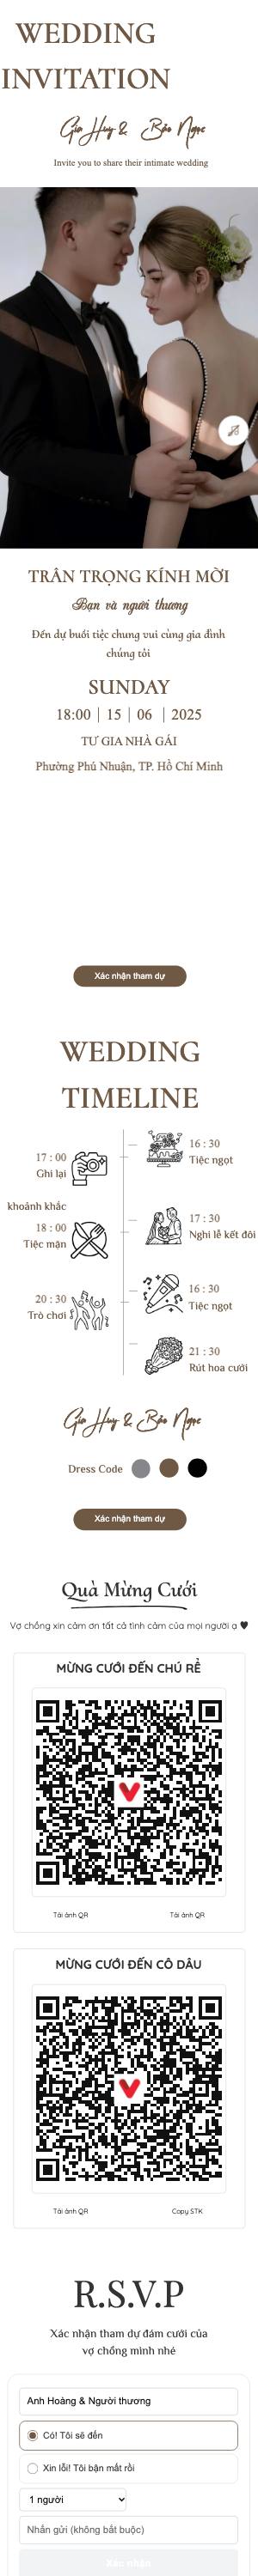 WEDDING
INVITATION
Gia Huy & Bảo Ngọc
Invite you to share their intimate wedding
TRÂN TRỌNG KÍNH MỜI
Bạn và người thương
Đến dự buổi tiệc chung vui cùng gia đình
chúng tôi
SUNDAY
18:00 | 15 | 06 | 2025
TƯ GIA NHÀ GÁI
Phường Phú Nhuận, TP. Hồ Chí Minh
Xác nhận tham dự
WEDDING
TIMELINE
16 : 30
Tiệc ngọt
17 : 00
Ghi lại
khoảnh khắc
17 : 30
Nghi lễ kết đôi
18 : 00
Tiệc mặn
16 : 30
Tiệc ngọt
20 : 30
Trò chơi
21 : 30
Rút hoa cưới
Gia Huy & Bảo Ngọc
Dress Code
Xác nhận tham dự
Quà Mừng Cưới
Vợ chồng xin cảm ơn tất cả tình cảm của mọi người ạ ♥
MỪNG CƯỚI ĐẾN CHÚ RỂ
Tải ảnh QR
Tải ảnh QR
MỪNG CƯỚI ĐẾN CÔ DÂU
Tải ảnh QR
Copy STK
R.S.V.P
Xác nhận tham dự đám cưới của
vợ chồng mình nhé
Anh Hoàng & Người thương
Có! Tôi sẽ đến
Xin lỗi! Tôi bận mất rồi
1 người
Nhắn gửi (không bắt buộc)
Xác nhận